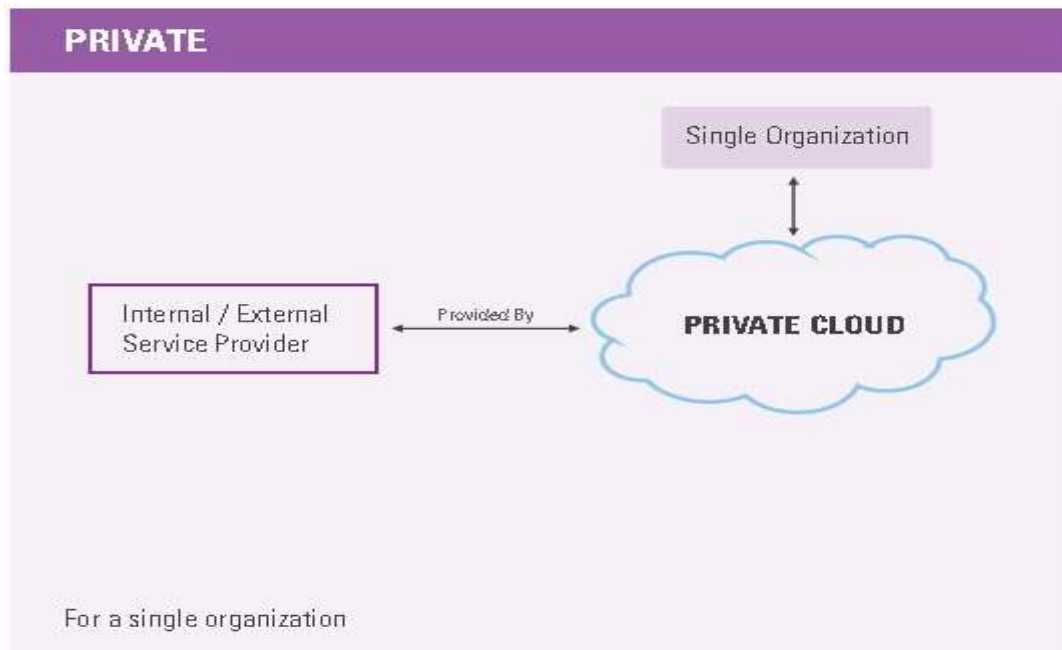 PRIVATE
Single Organization
Internal / External
Service Provider
Provided By
PRIVATE CLOUD
For a single organization